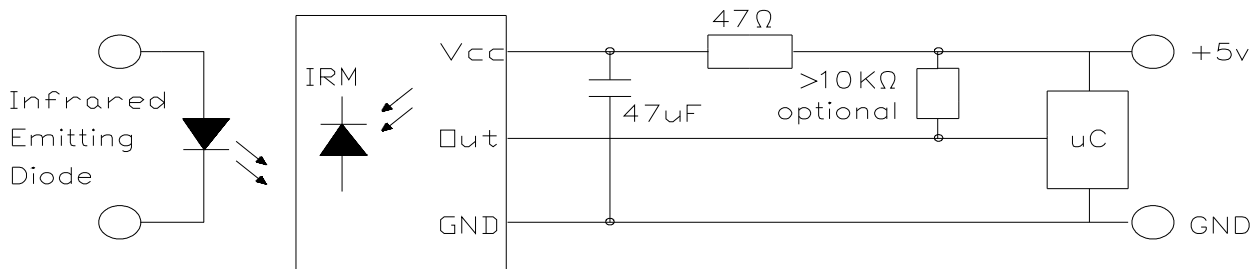 Infrared
Emitting
Diode
IRM
Vcc
Out
GND
47uF
47Ω
>10KΩ
optional
uC
+5v
GND